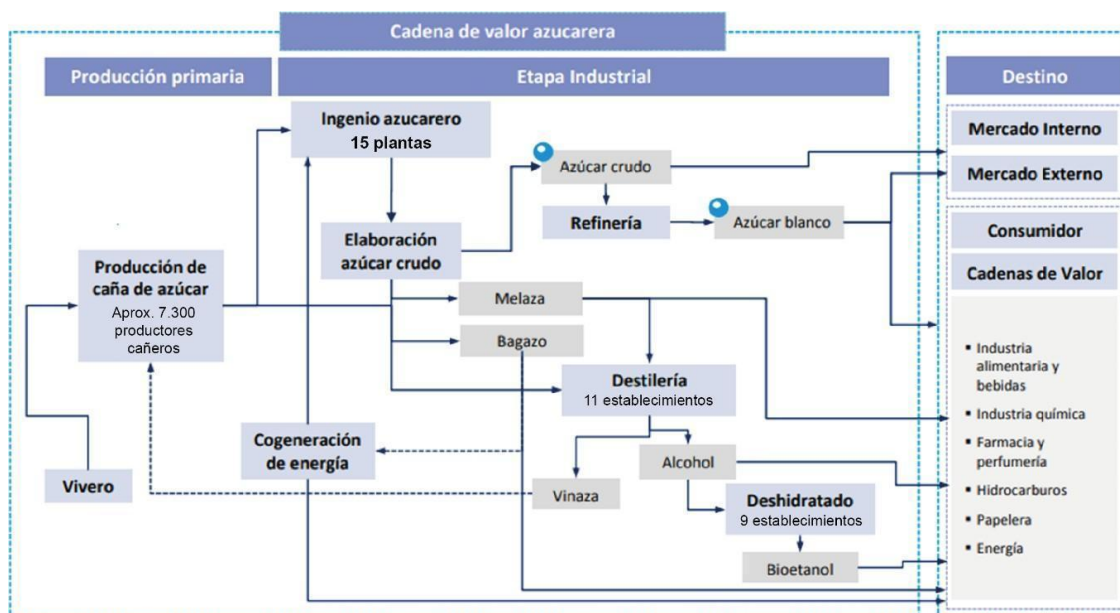 Cadena de valor azucarera
Producción primaria
Etapa Industrial
Destino
Ingenio azucarero
15 plantas
Mercado Interno
Azúcar crudo
Mercado Externo
Refinería
Azúcar blanco
Elaboración
azúcar crudo
Consumidor
Producción de
caña de azúcar
Aprox. 7.300
productores
cañeros
Cadenas de Valor
Melaza
Bagazo
▪ Industria
alimentaria y
bebidas
Destilería
11 establecimientos
▪ Industria química
Cogeneración
de energía
▪ Farmacia y
perfumería
Alcohol
Vivero
Vinaza
▪ Hidrocarburos
Deshidratado
9 establecimientos
▪ Papelera
▪ Energía
Bioetanol